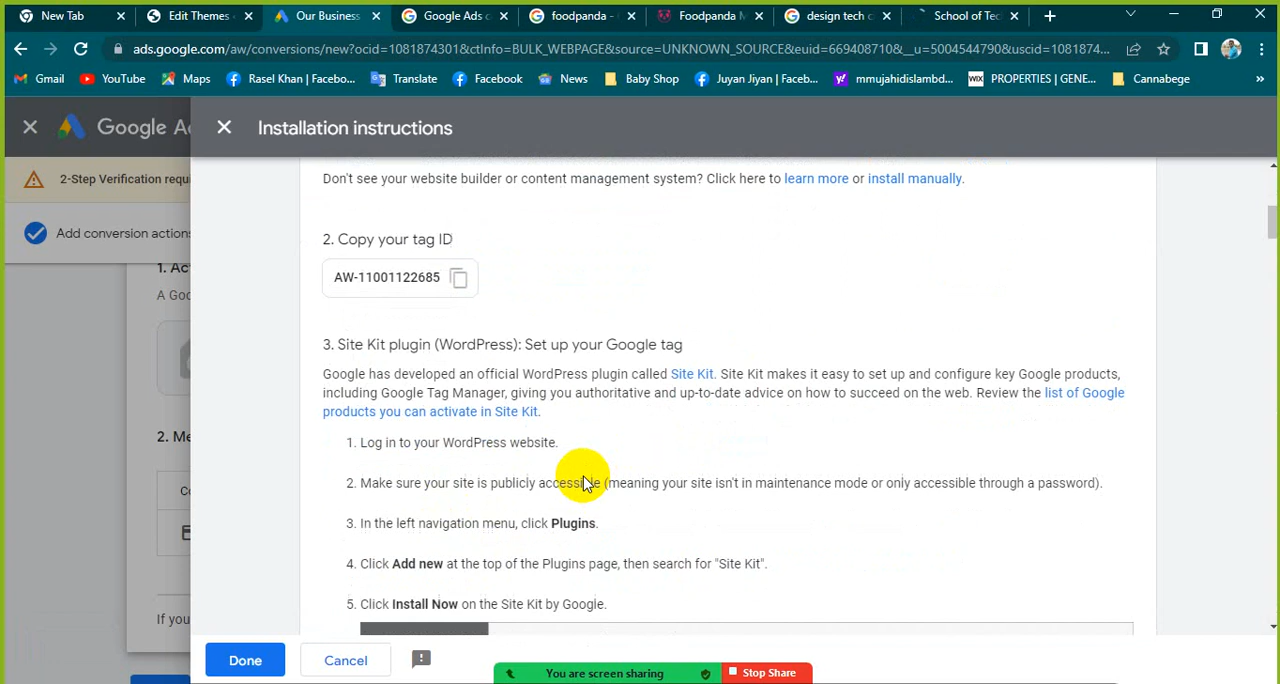 New Tab
Edit Themes
Our Business
Google Ads c
foodpanda -
Foodpanda M
design tech c
School of Tec
ads.google.com/aw/conversions/new?ocid=1081874301&ctInfo=BULK_WEBPAGE&source=UNKNOWN_SOURCE&euid=669408710&__u=5004544790&uscid=1081874...
Gmail
YouTube
Maps
Rasel Khan | Faceboo...
Translate
Facebook
News
Baby Shop
Juyan Jiyan | Faceb...
mmujahidislambd...
WIX PROPERTIES | GENE...
Cannabege
»
Google A
Installation instructions
2-Step Verification requ
Add conversion actions
1. Ac
A Goo
2. Me
Co
If you
Don't see your website builder or content management system? Click here to learn more or install manually.
2. Copy your tag ID
AW-11001122685
3. Site Kit plugin (WordPress): Set up your Google tag
Google has developed an official WordPress plugin called Site Kit. Site Kit makes it easy to set up and configure key Google products,
including Google Tag Manager, giving you authoritative and up-to-date advice on how to succeed on the web. Review the list of Google
products you can activate in Site Kit.
1. Log in to your WordPress website.
2. Make sure your site is publicly accessible (meaning your site isn't in maintenance mode or only accessible through a password).
3. In the left navigation menu, click Plugins.
4. Click Add new at the top of the Plugins page, then search for "Site Kit".
5. Click Install Now on the Site Kit by Google.
Done
Cancel
You are screen sharing
Stop Share